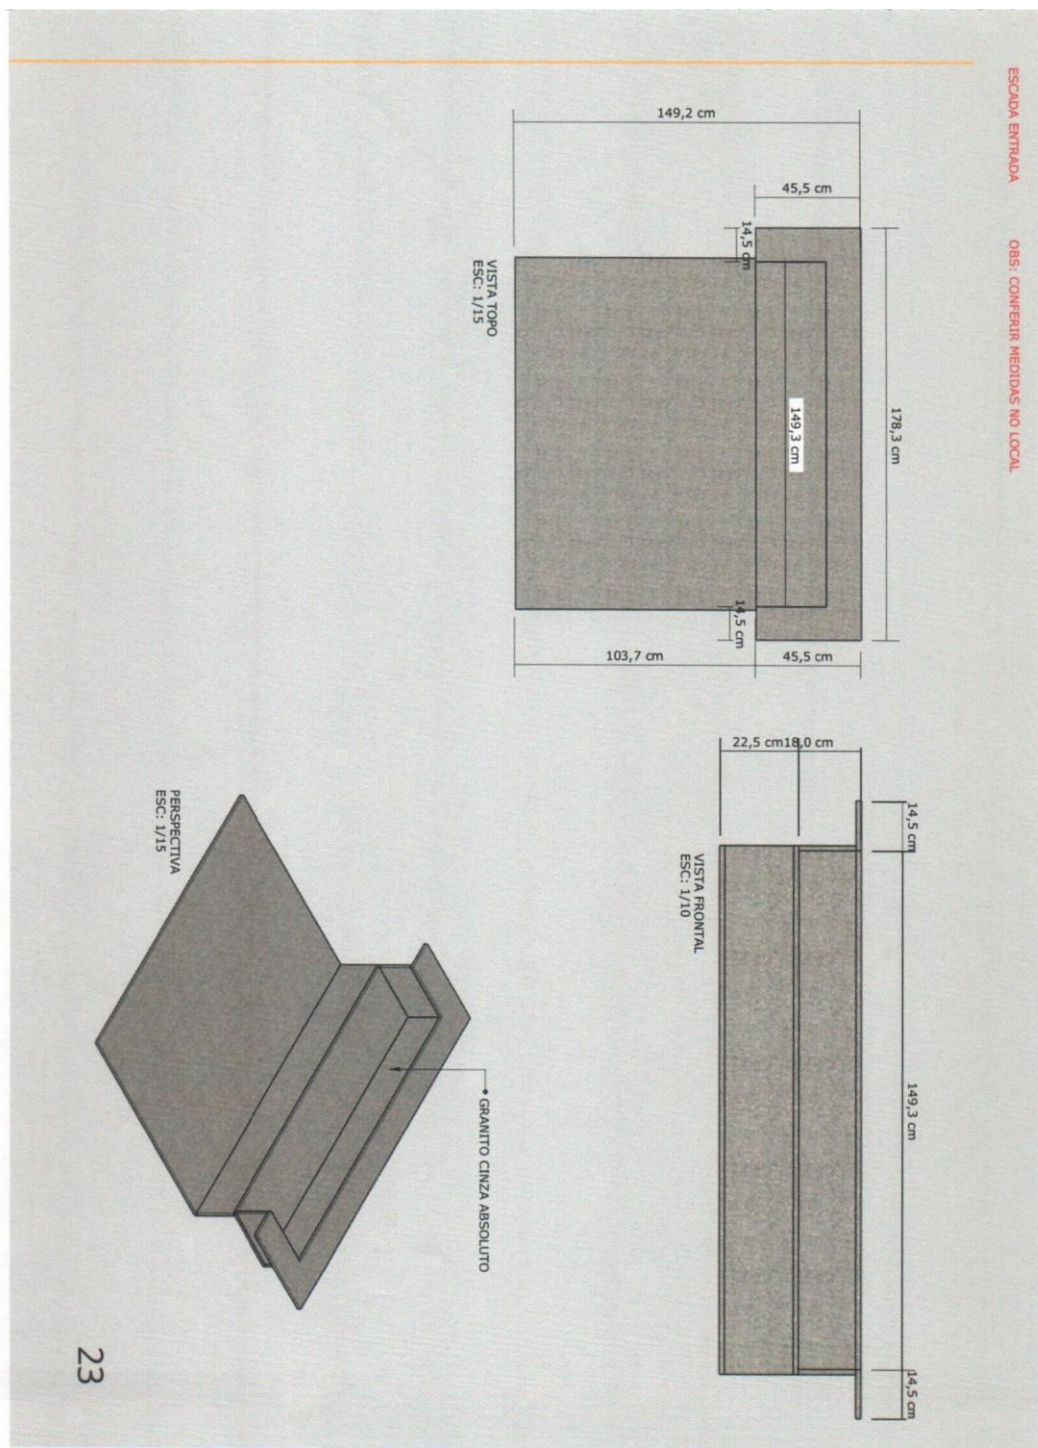 ESCADA ENTRADA
OBS: CONFERIR MEDIDAS NO LOCAL
149,2 cm
45,5 cm
14,5 cm
178,3 cm
149,3 cm
14,5 cm
103,7 cm
45,5 cm
VISTA TOPO
ESC: 1/15
22,5 cm
18,0 cm
14,5 cm
149,3 cm
14,5 cm
VISTA FRONTAL
ESC: 1/10
PERSPECTIVA
ESC: 1/15
• GRANITO CINZA ABSOLUTO
23